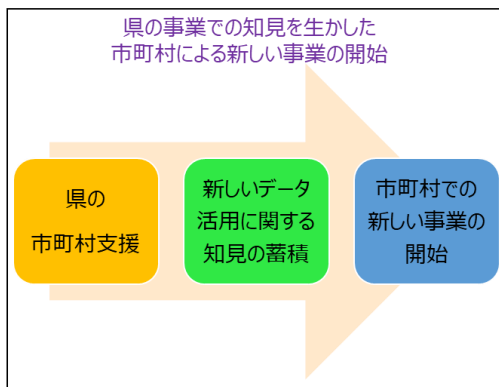 県の事業での知見を生かした
市町村による新しい事業の開始
県の
市町村支援
新しいデータ
活用に関する
知見の蓄積
市町村での
新しい事業の
開始